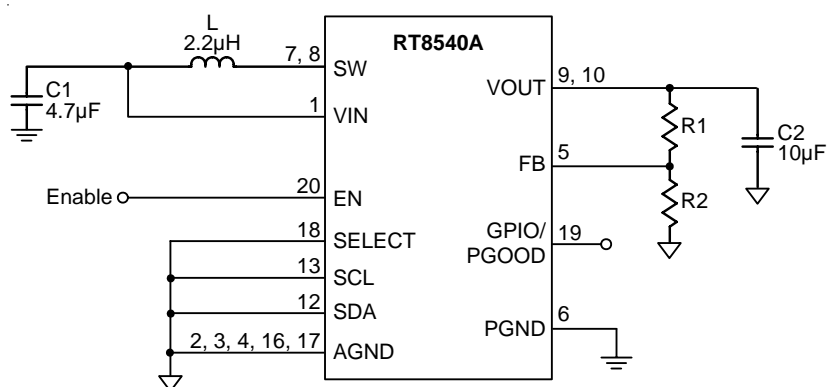 L
2.2µH
7, 8
RT8540A
SW
C1
4.7µF
1
VIN
VOUT
9, 10
R1
C2
10µF
FB
5
R2
Enable
20
EN
18
SELECT
GPIO/
PGOOD
19
13
SCL
12
SDA
PGND
6
2, 3, 4, 16, 17
AGND